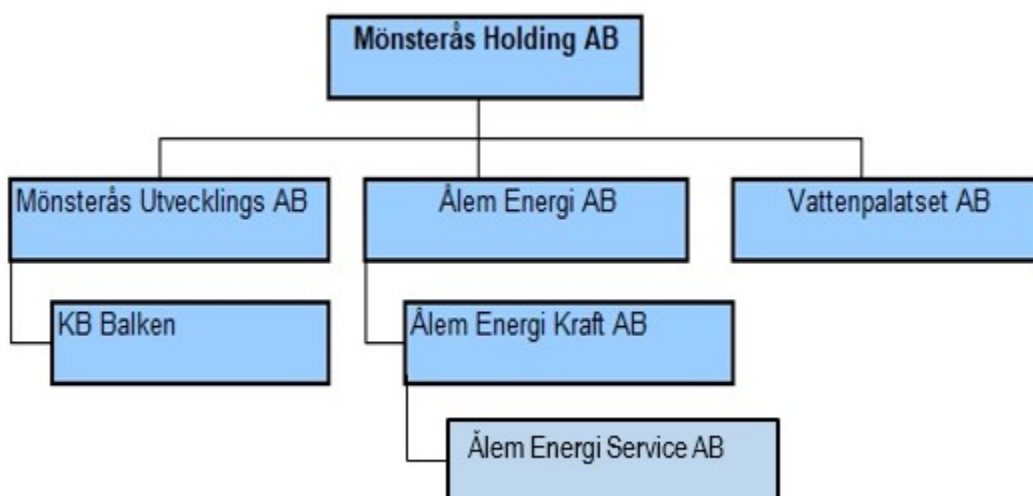 Mönsterås Holding AB
Mönsterås Utvecklings AB
Ålem Energi AB
Vattenpalatset AB
KB Balken
Ålem Energi Kraft AB
Ålem Energi Service AB